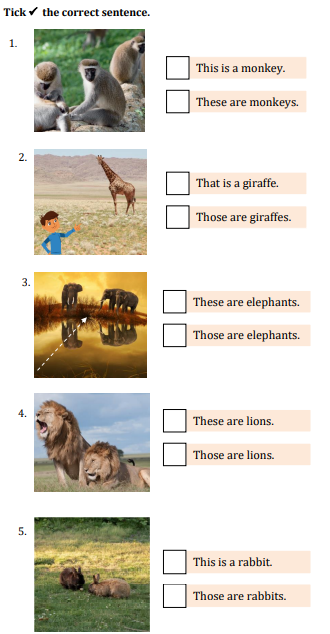 Tick ✔ the correct sentence.
1.
This is a monkey.
These are monkeys.
2.
That is a giraffe.
Those are giraffes.
3.
These are elephants.
Those are elephants.
4.
These are lions.
Those are lions.
5.
This is a rabbit.
Those are rabbits.